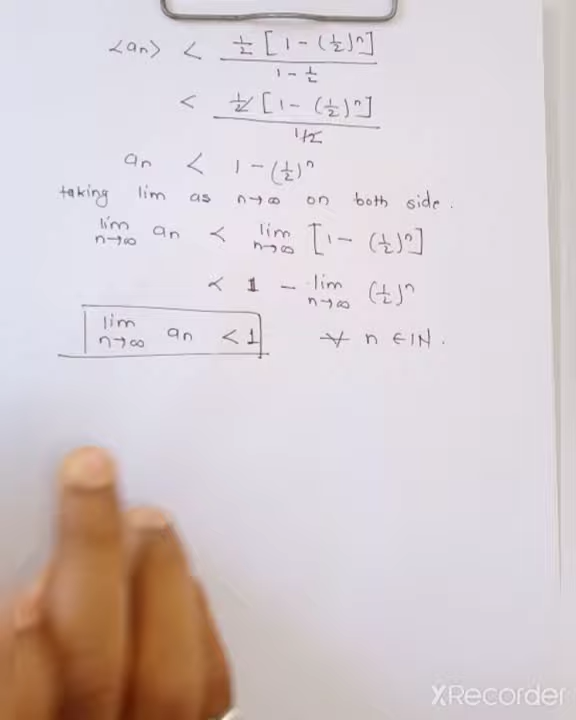 <an> < 1/2 [1 - (1/2)^n] / 1 - 1/2
< 1/2 [1 - (1/2)^n] / 1/2
an < 1 - (1/2)^n
taking lim as n→∞ on both side.
lim n→∞ an < lim n→∞ [1 - (1/2)^n]
< 1 - lim n→∞ (1/2)^n
lim n→∞ an < 1 ∀ n ∈ IN.
XRecorder